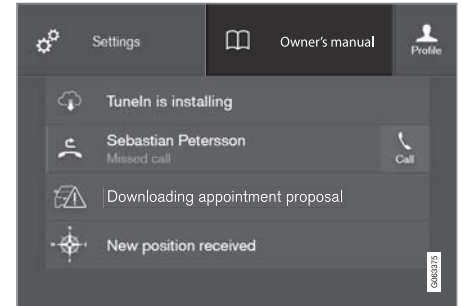 Settings
Owner's manual
Profile
TuneIn is installing
Sebastian Petersson
Missed call
Call
Downloading appointment proposal
New position received
G063375